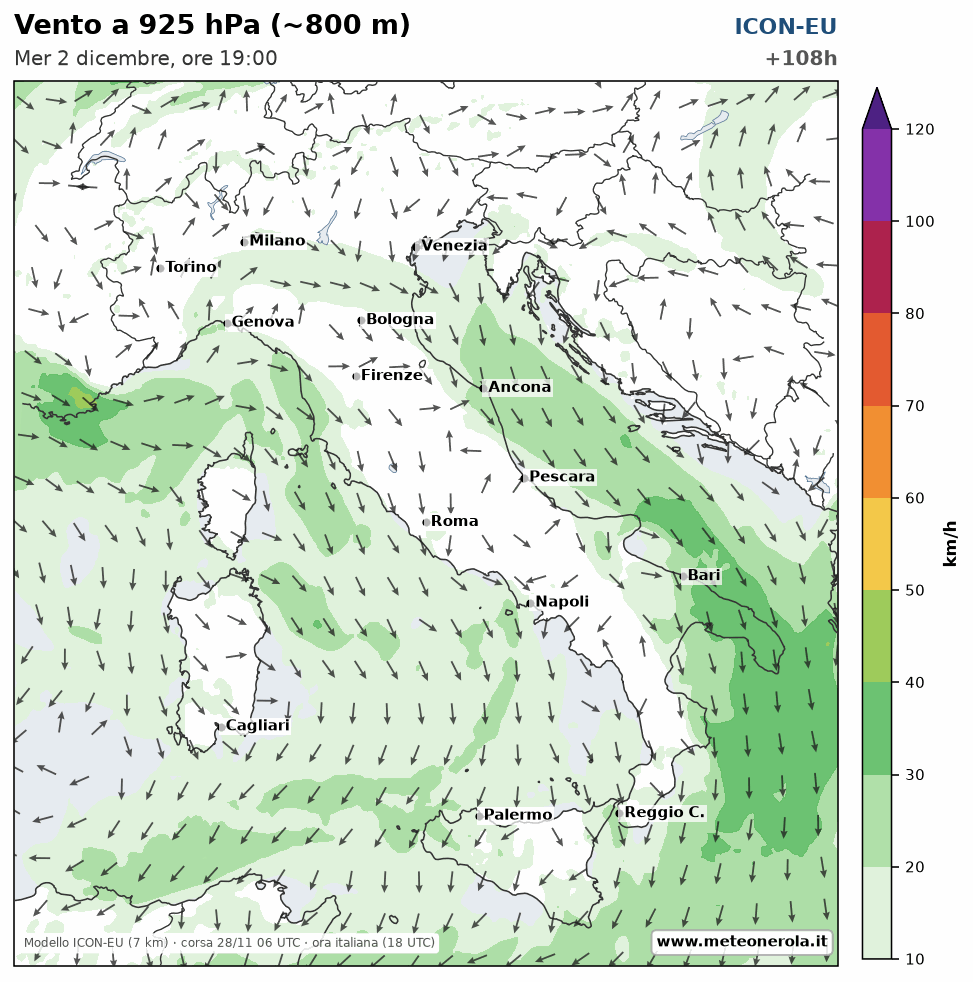 Vento a 925 hPa (~800 m)
ICON-EU
Mer 2 dicembre, ore 19:00
+108h
Milano
Venezia
Torino
Genova
Bologna
Firenze
Ancona
Pescara
Roma
Bari
Napoli
Cagliari
Palermo
Reggio C.
120
100
80
70
60
50
40
30
20
10
km/h
Modello ICON-EU (7 km) · corsa 28/11 06 UTC · ora italiana (18 UTC)
www.meteonerola.it